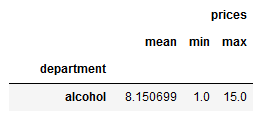 prices
mean min max
department
alcohol 8.150699 1.0 15.0